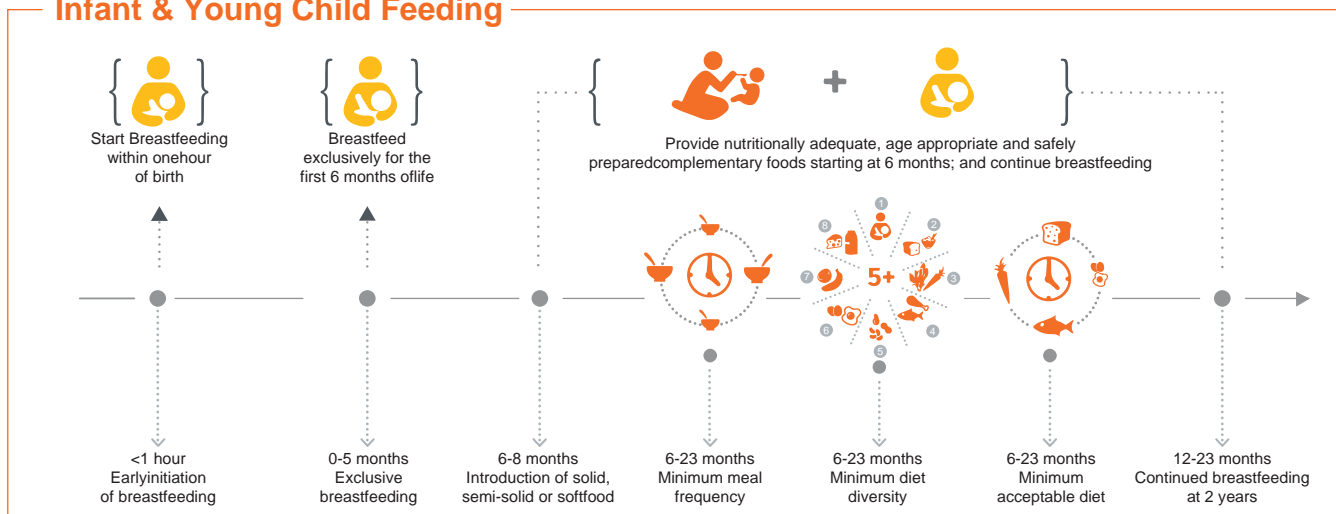 Infant & Young Child Feeding
Start Breastfeeding
within onehour
of birth
Breastfeed
exclusively for the
first 6 months oflife
Provide nutritionally adequate, age appropriate and safely
preparedcomplementary foods starting at 6 months; and continue breastfeeding
1
2
3
4
5
6
7
8
5+
<1 hour
Earlyinitiation
of breastfeeding
0-5 months
Exclusive
breastfeeding
6-8 months
Introduction of solid,
semi-solid or softfood
6-23 months
Minimum meal
frequency
6-23 months
Minimum diet
diversity
6-23 months
Minimum
acceptable diet
12-23 months
Continued breastfeeding
at 2 years